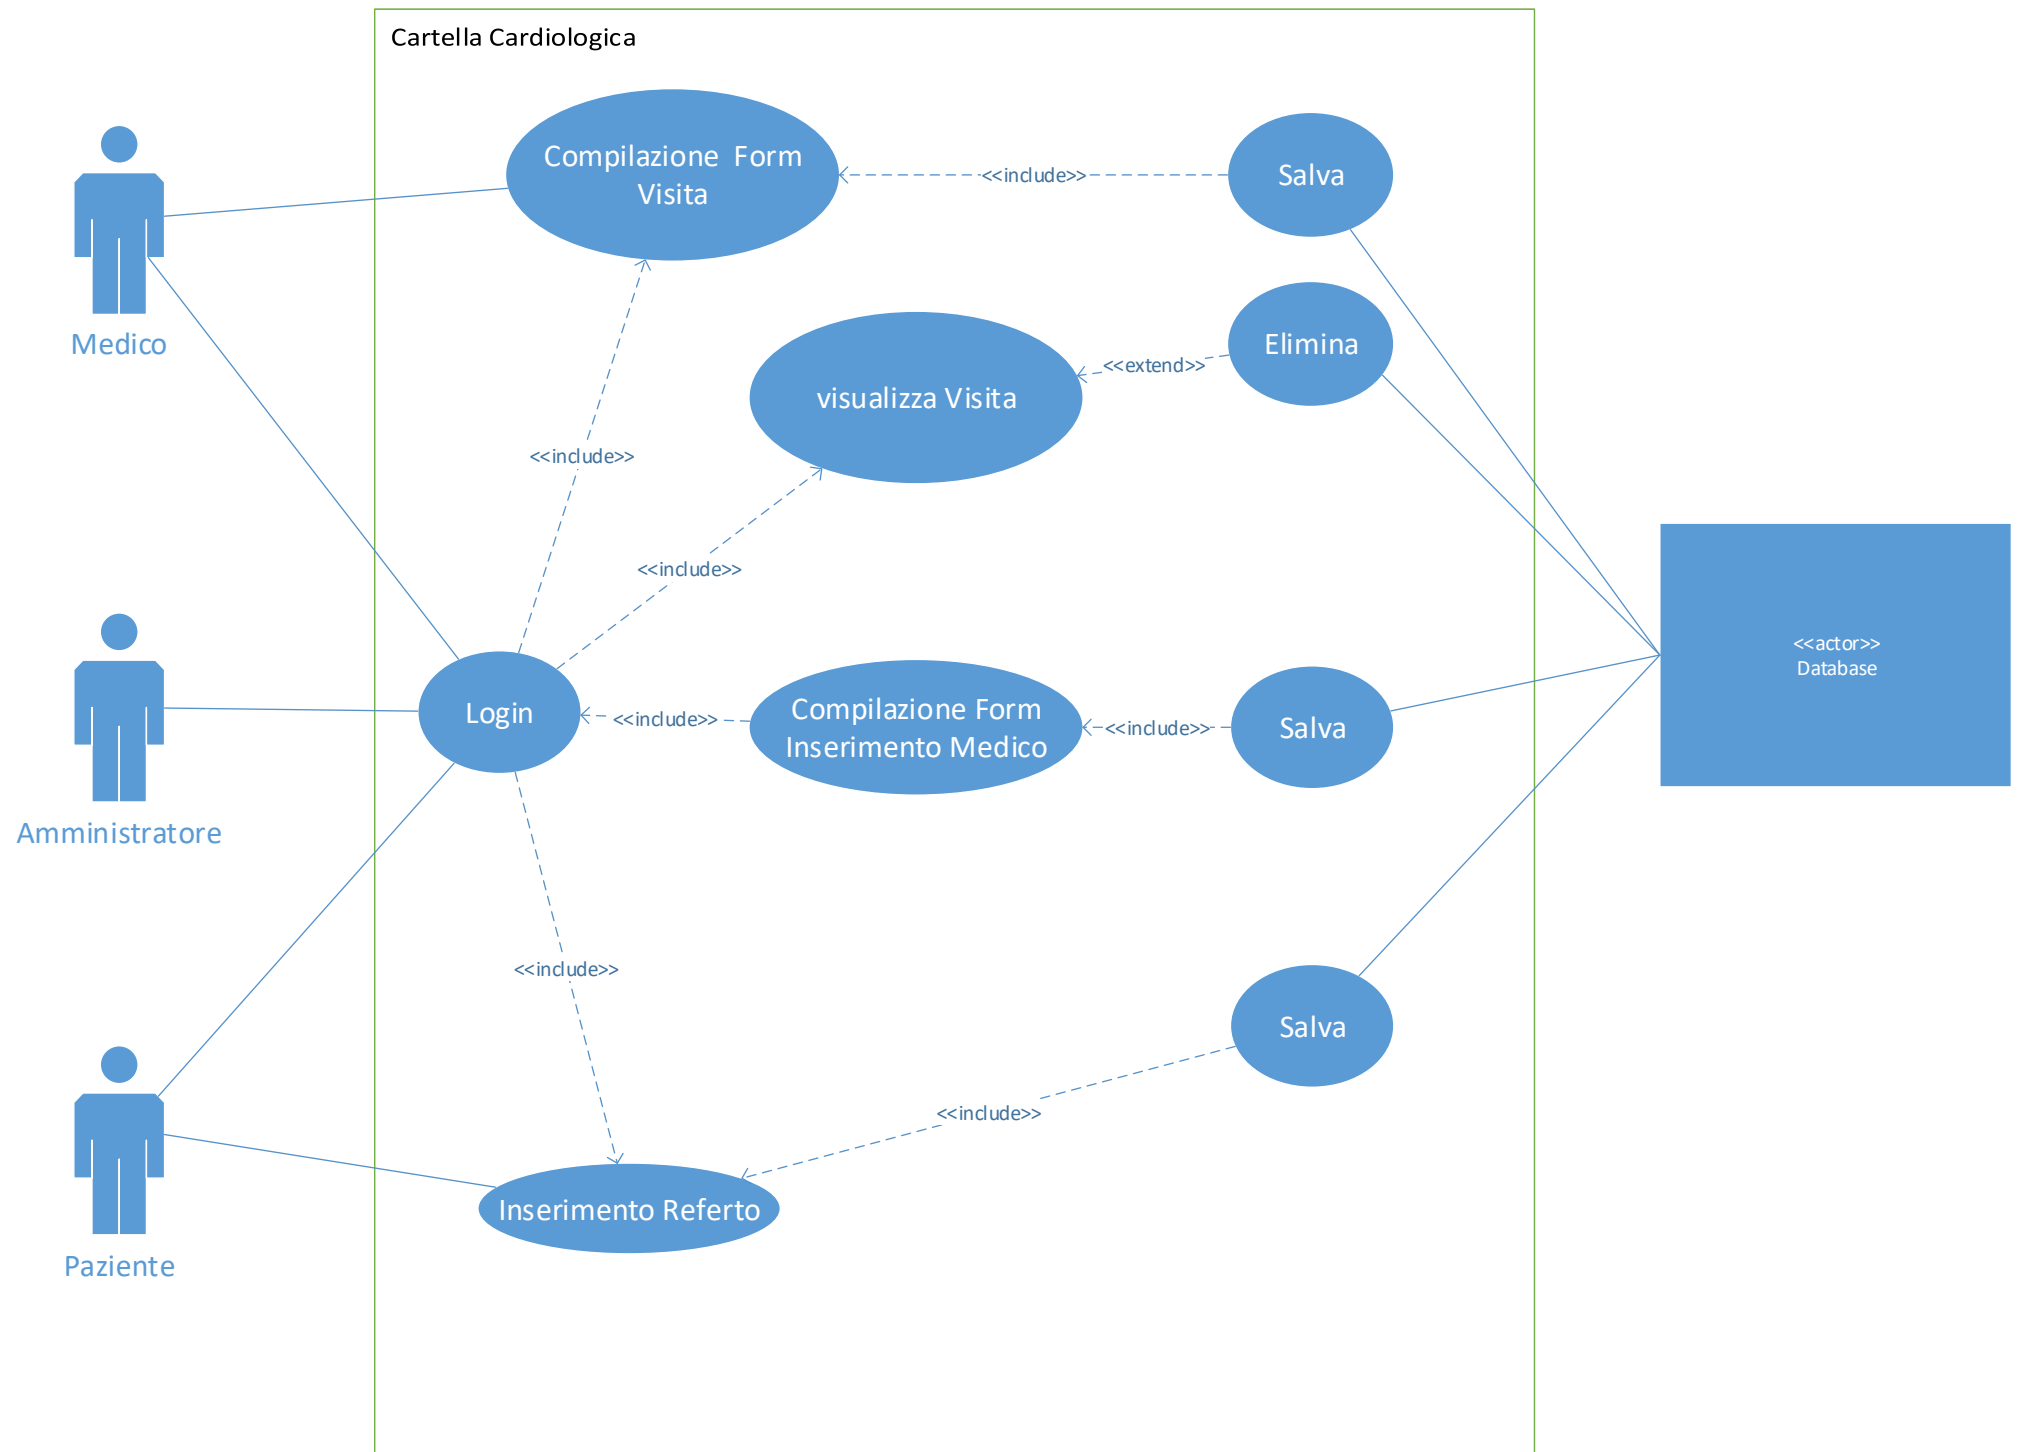 Cartella Cardiologica
Compilazione Form
Visita
<<include>>
Salva
Medico
visualizza Visita
<<extend>>
Elimina
<<include>>
<<include>>
<<actor>>
Database
Amministratore
Login
<<include>>
Compilazione Form
Inserimento Medico
<<include>>
Salva
<<include>>
Salva
<<include>>
Paziente
Inserimento Referto